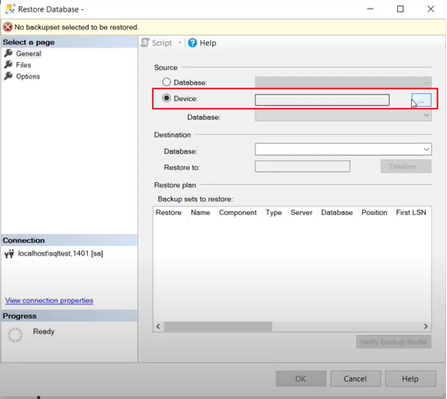 Restore Database -
No backupset selected to be restored.
Select a page
General
Files
Options
Script
Help
Source
Database:
Device:
...
Database:
Destination
Database:
Restore to:
Timeline...
Restore plan
Backup sets to restore:
Restore Name Component Type Server Database Position First LSN
Connection
localhost\sqltest,1401 [sa]
View connection properties
Progress
Ready
Verify Backup Media
OK Cancel Help